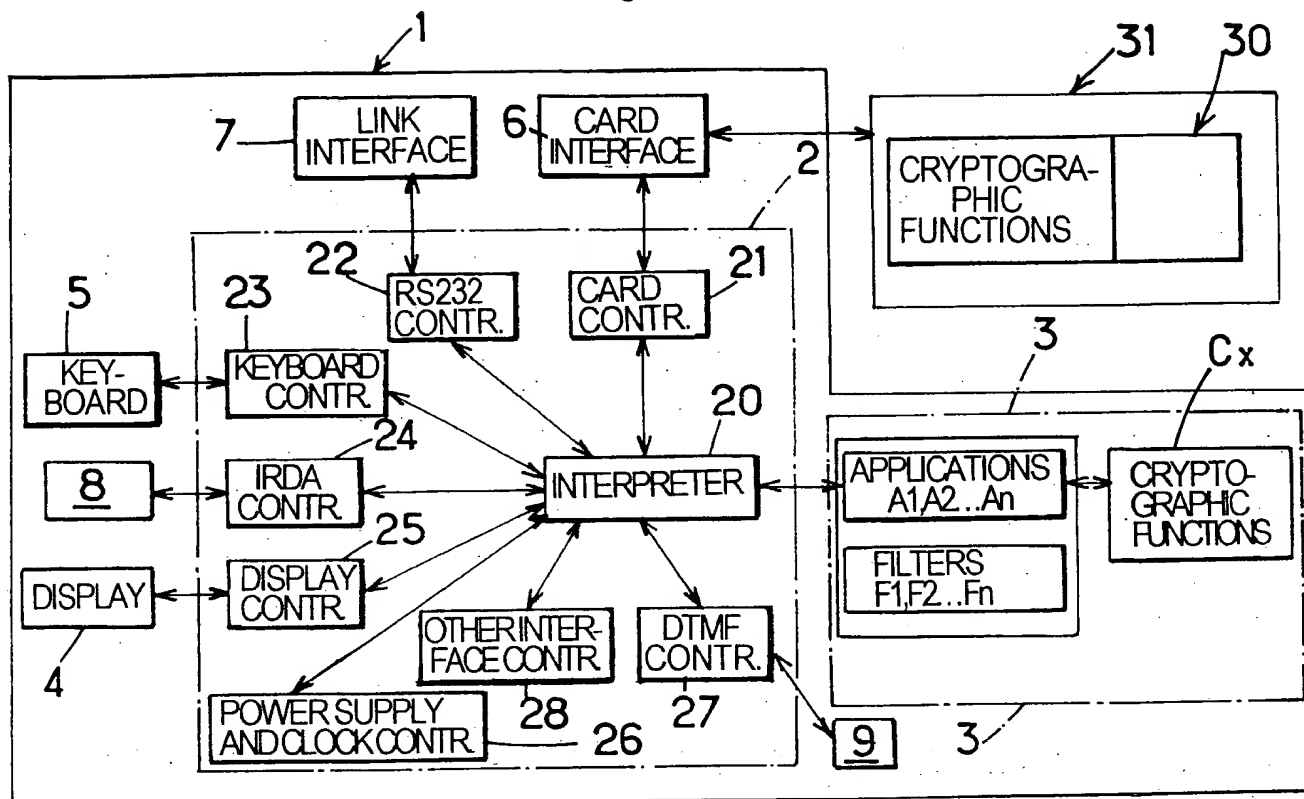 1
31
30
7
LINK
INTERFACE
6
CARD
INTERFACE
2
CRYPTOGRA-
PHIC
FUNCTIONS
22
RS232
CONTR.
21
CARD
CONTR.
5
KEY-
BOARD
23
KEYBOARD
CONTR.
3
Cx
24
20
8
IRDA
CONTR.
INTERPRETER
APPLICATIONS
A1,A2...An
CRYPTO-
GRAPHIC
FUNCTIONS
25
DISPLAY
4
DISPLAY
CONTR.
FILTERS
F1,F2...Fn
OTHER INTER-
FACE CONTR.
28
DTMF
CONTR.
27
3
POWER SUPPLY
AND CLOCK CONTR.
26
9